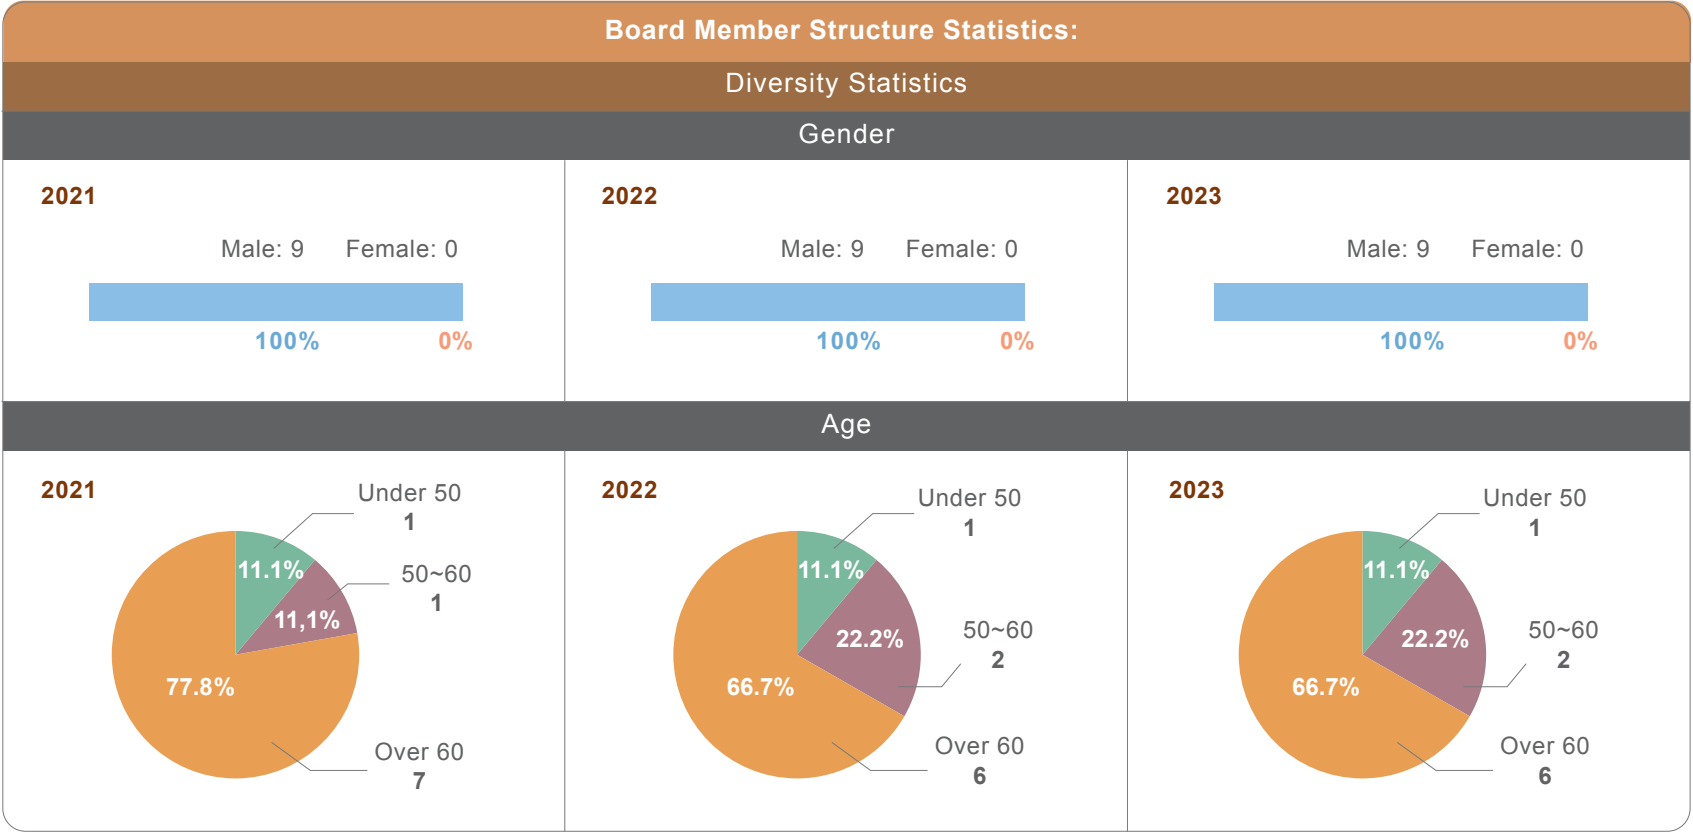 Board Member Structure Statistics:
Diversity Statistics
Gender
2021
Male: 9 Female: 0
100% 0%
2022
Male: 9 Female: 0
100% 0%
2023
Male: 9 Female: 0
100% 0%
Age
2021
Under 50
1
11.1%
50~60
1
11,1%
77.8%
Over 60
7
2022
Under 50
1
11.1%
50~60
2
22.2%
66.7%
Over 60
6
2023
Under 50
1
11.1%
50~60
2
22.2%
66.7%
Over 60
6